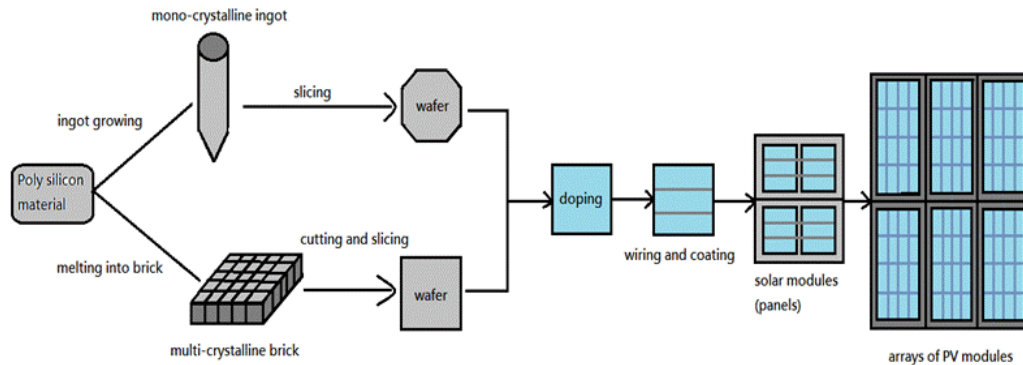 mono-crystalline ingot
slicing
wafer
ingot growing
Poly silicon
material
doping
wiring and coating
cutting and slicing
melting into brick
wafer
solar modules
(panels)
multi-crystalline brick
arrays of PV modules